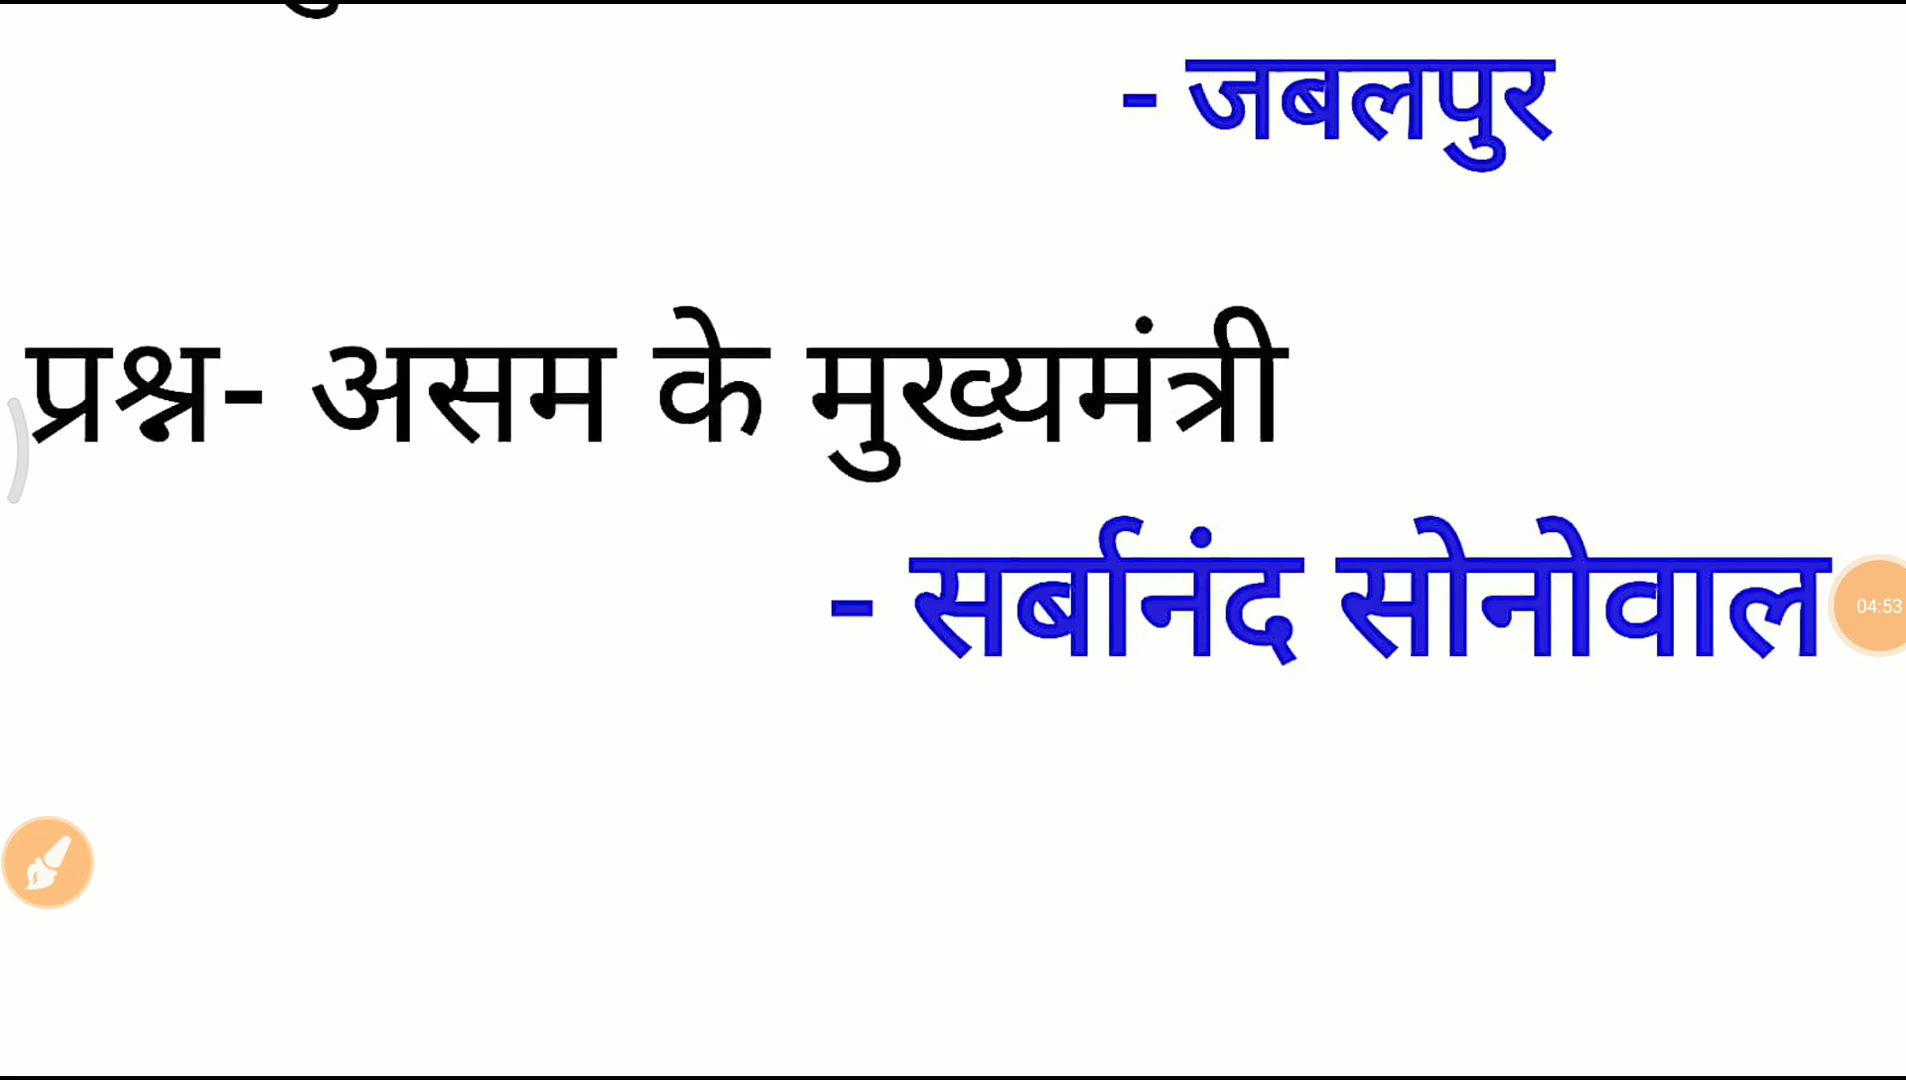 - जबलपुर
प्रश्न- असम के मुख्यमंत्री
- सर्बानंद सोनोवाल
04:53